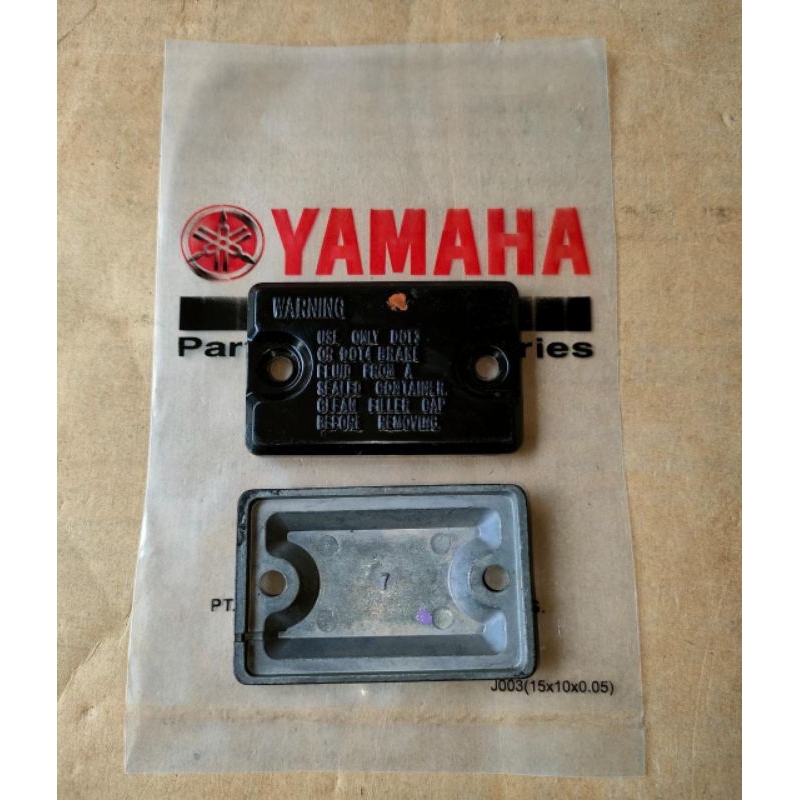 YAMAHA
Par ries
WARNING
USE ONLY DOT3
OR DOT4 BRAKE
FLUID FROM A
SEALED CONTAINER.
CLEAN FILLER CAP
BEFORE REMOVING.
7
PT. S.
J003(15x10x0.05)